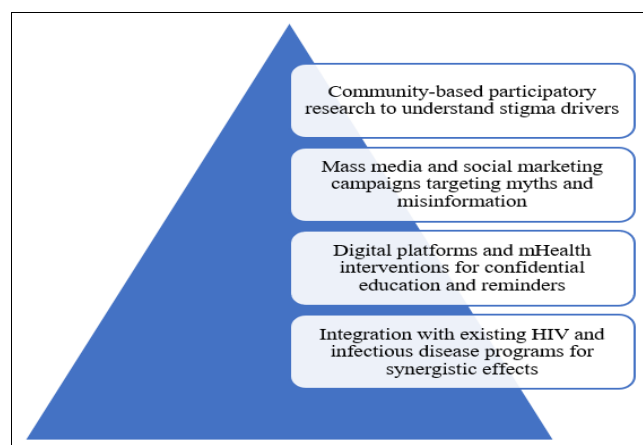 Community-based participatory
research to understand stigma drivers
Mass media and social marketing
campaigns targeting myths and
misinformation
Digital platforms and mHealth
interventions for confidential
education and reminders
Integration with existing HIV and
infectious disease programs for
synergistic effects